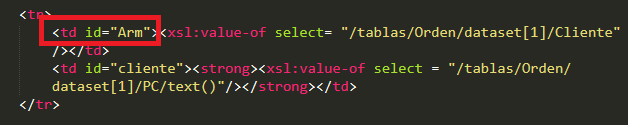 <tr>
<td id="Arm"><xsl:value-of select= "/tablas/Orden/dataset[1]/Cliente"
/></td>
<td id="cliente"><strong><xsl:value-of select = "/tablas/Orden/
dataset[1]/PC/text()"/></strong></td>
</tr>